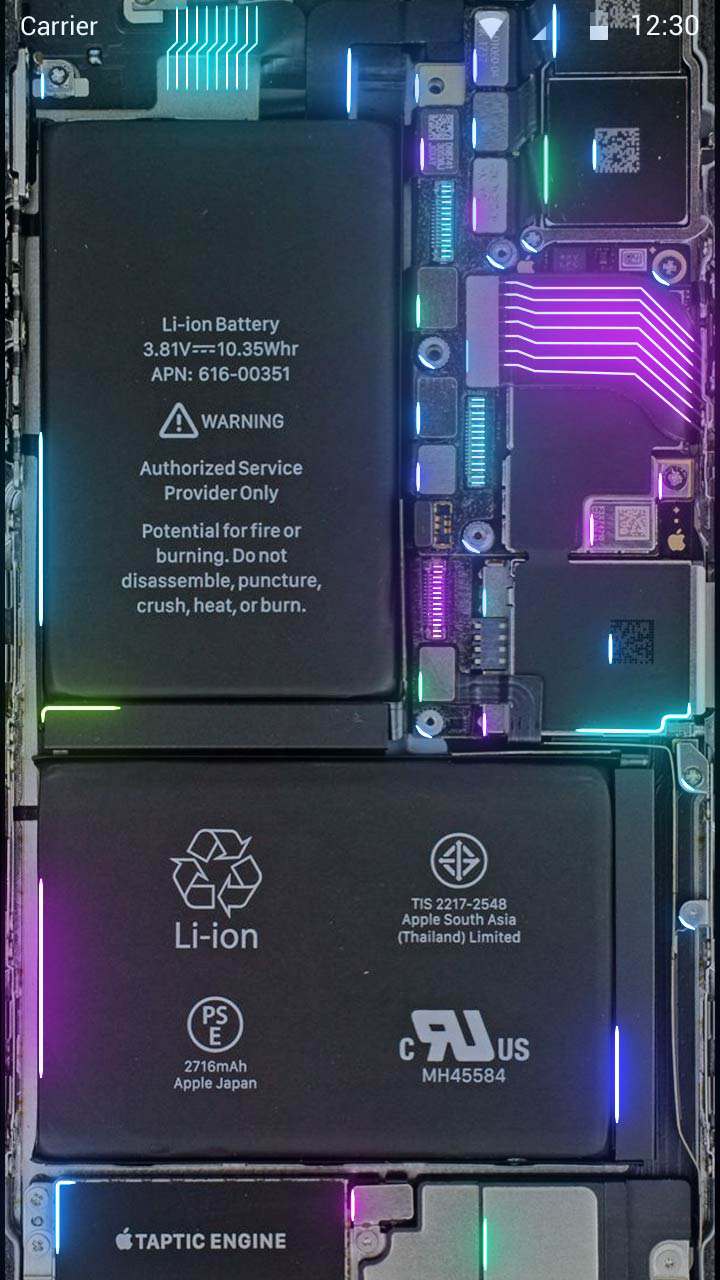 Carrier 12:30
Li-ion Battery
3.81V⎓10.35Whr
APN: 616-00351
WARNING
Authorized Service
Provider Only
Potential for fire or
burning. Do not
disassemble, puncture,
crush, heat, or burn.
Li-ion
TIS 2217-2548
Apple South Asia
(Thailand) Limited
PS
E
2716mAh
Apple Japan
c RU US
MH45584
TAPTIC ENGINE